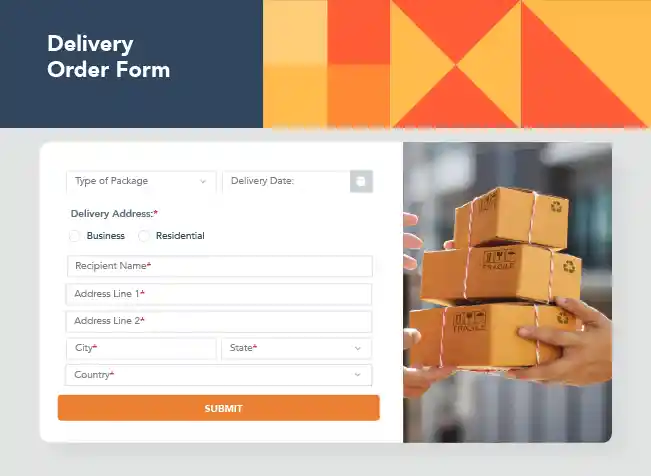 Delivery
Order Form
Type of Package
Delivery Date:
Delivery Address:*
Business
Residential
Recipient Name*
Address Line 1*
Address Line 2*
City*
State*
Country*
SUBMIT
FRAGILE
FRAGILE
FRAGILE